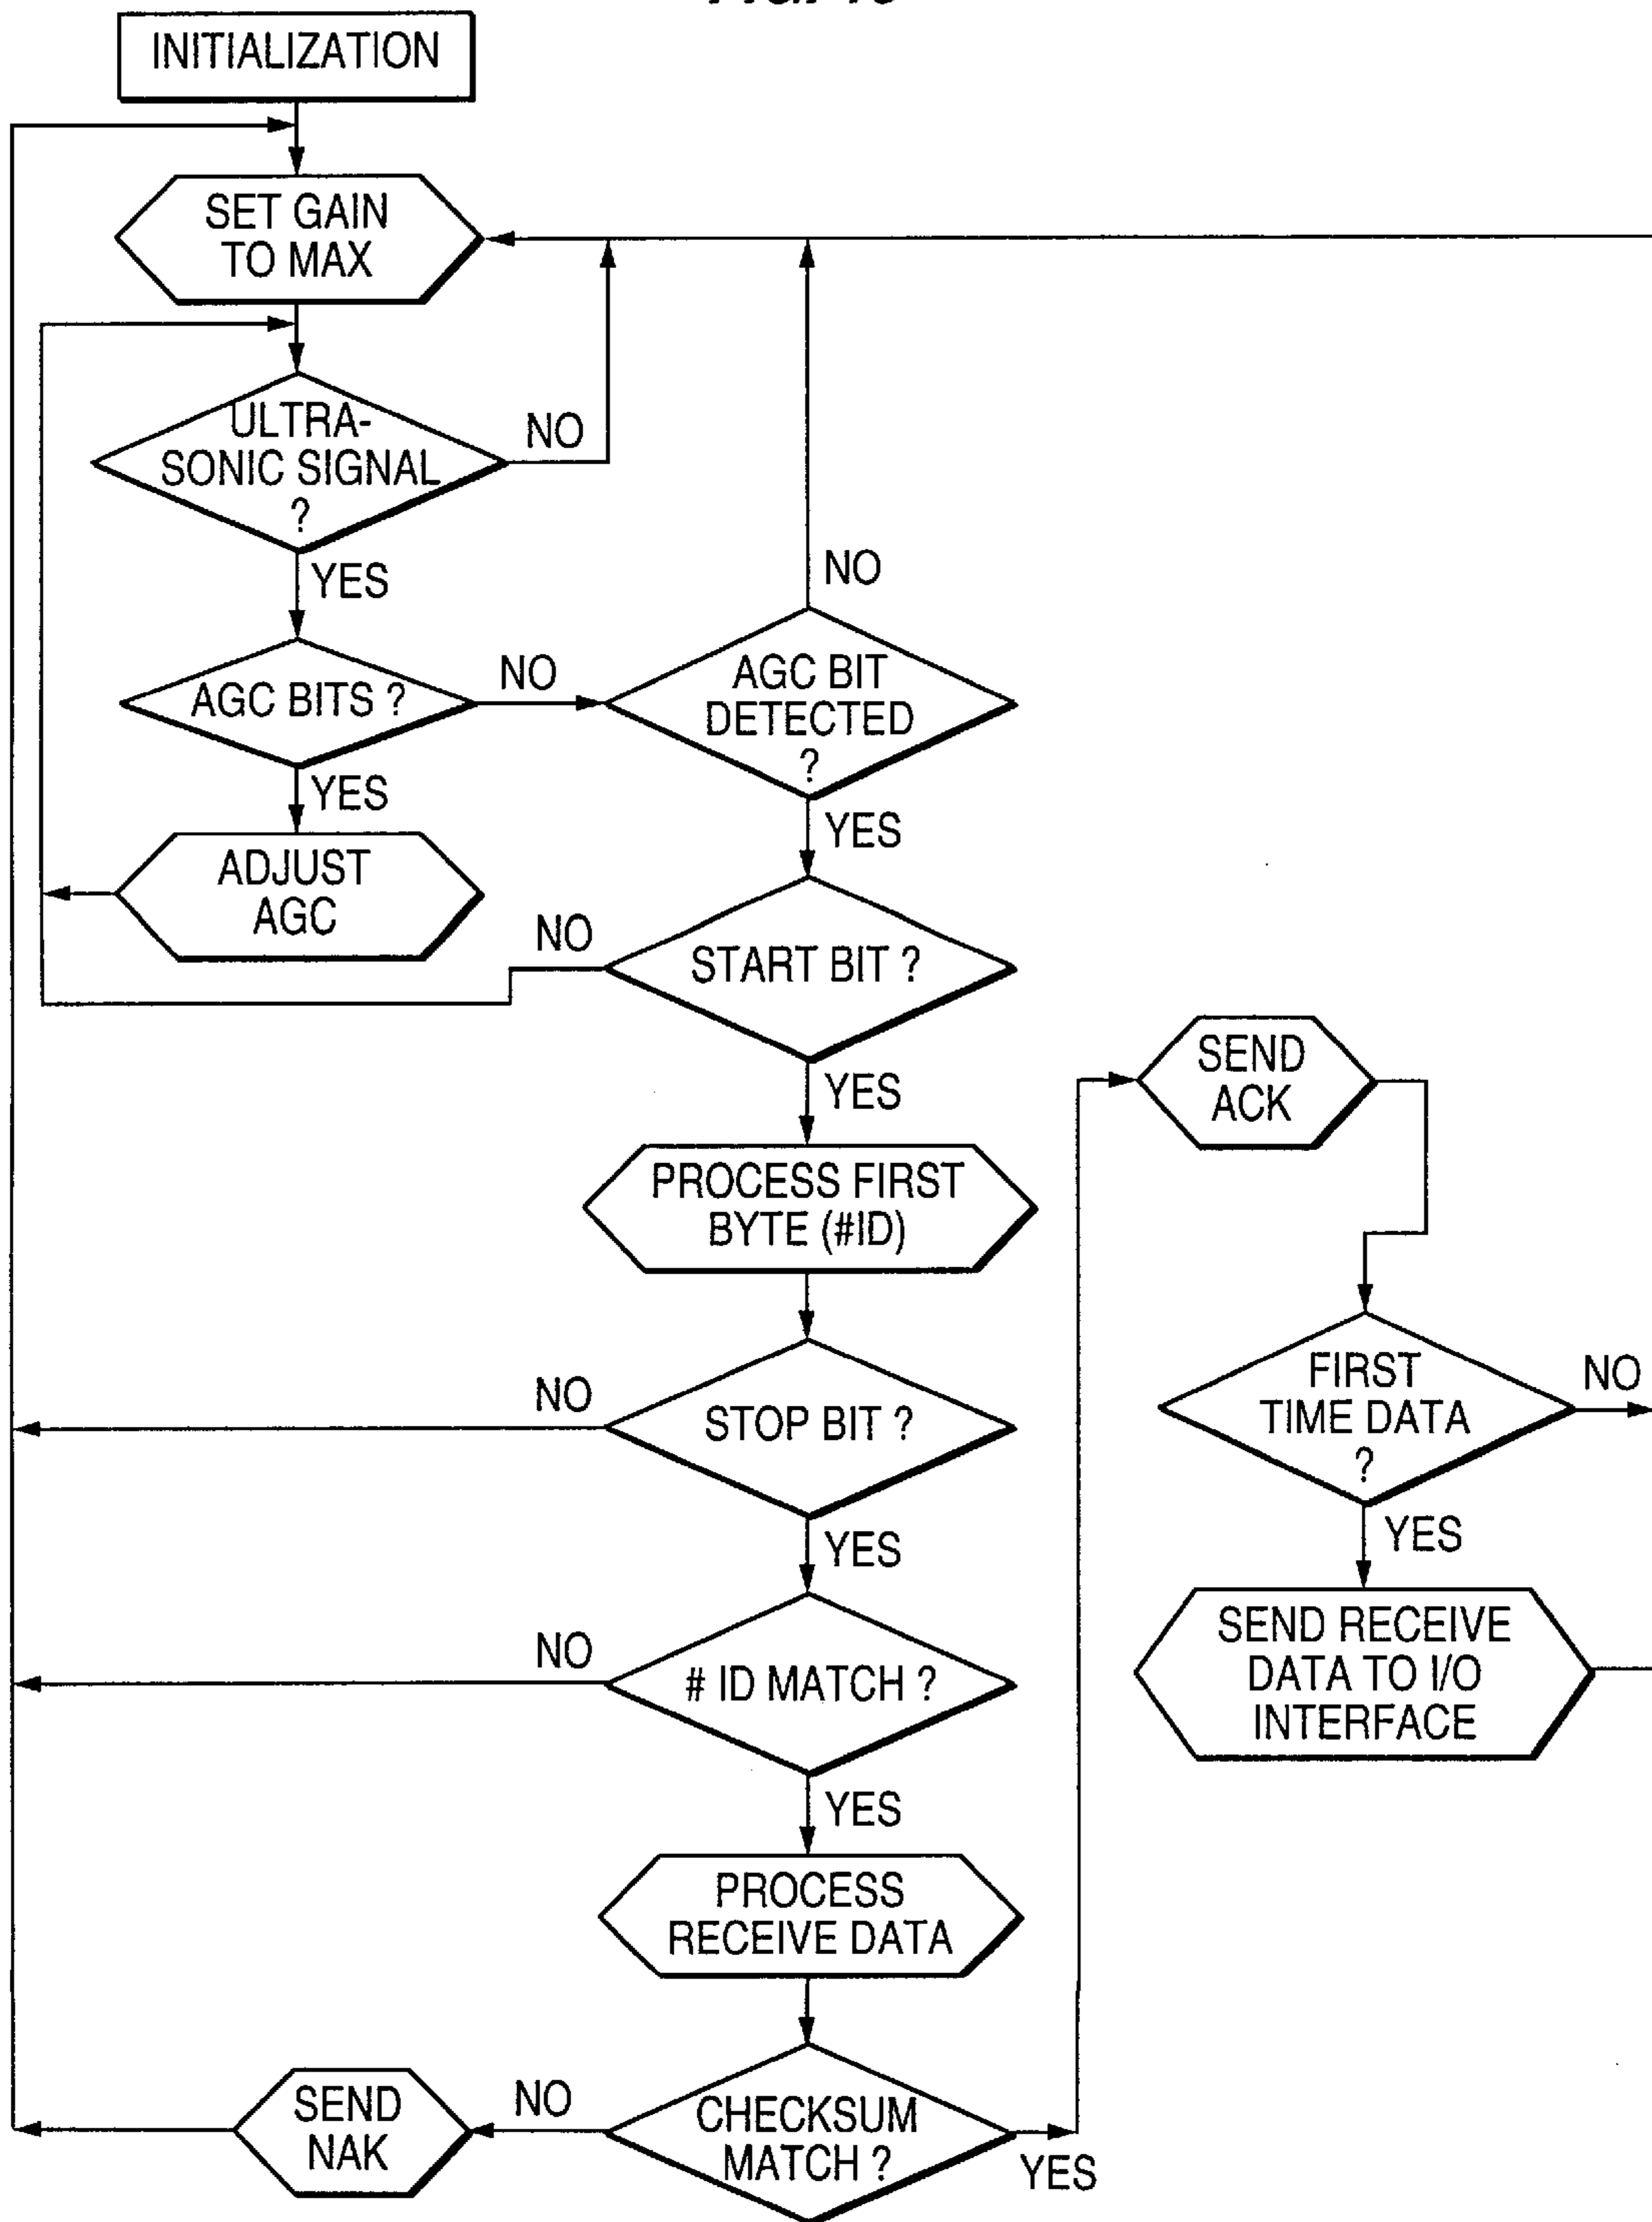 INITIALIZATION
SET GAIN
TO MAX
ULTRA-
SONIC SIGNAL
?
NO
YES
AGC BITS ?
NO
YES
ADJUST
AGC
NO
AGC BIT
DETECTED
?
YES
START BIT ?
NO
YES
PROCESS FIRST
BYTE (#ID)
STOP BIT ?
NO
YES
# ID MATCH ?
NO
YES
PROCESS
RECEIVE DATA
CHECKSUM
MATCH ?
NO
SEND
NAK
YES
SEND
ACK
FIRST
TIME DATA
?
NO
YES
SEND RECEIVE
DATA TO I/O
INTERFACE